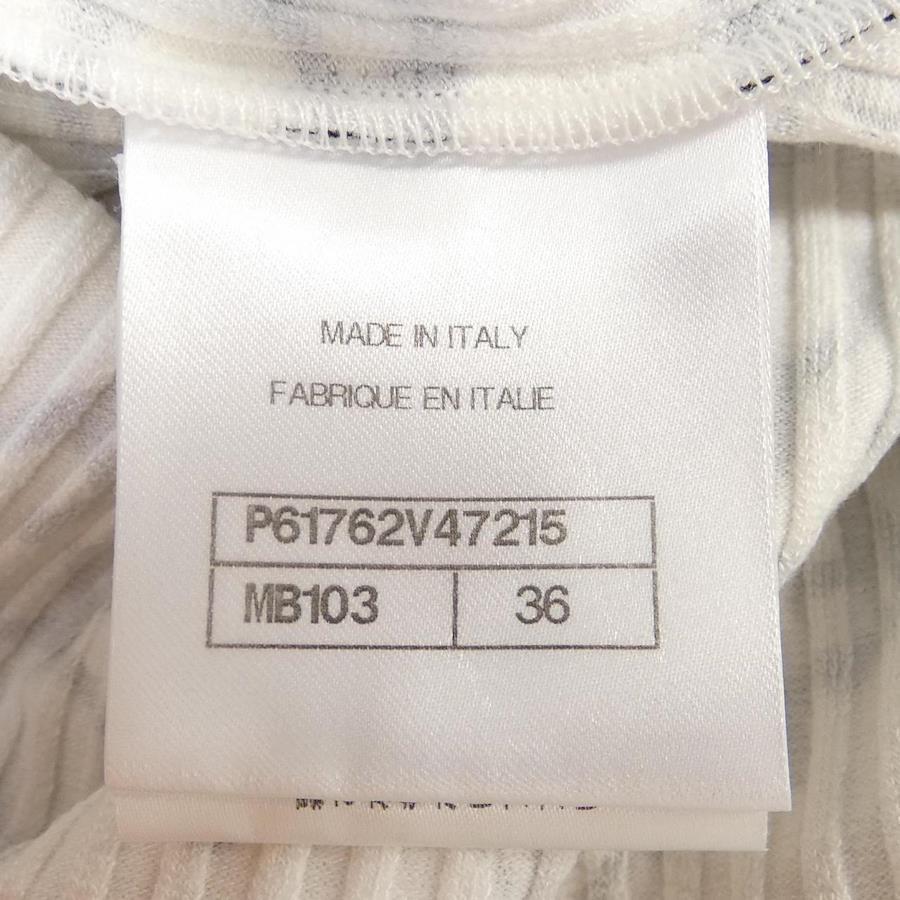 MADE IN ITALY
FABRIQUE EN ITALIE
P61762V47215
MB103 36